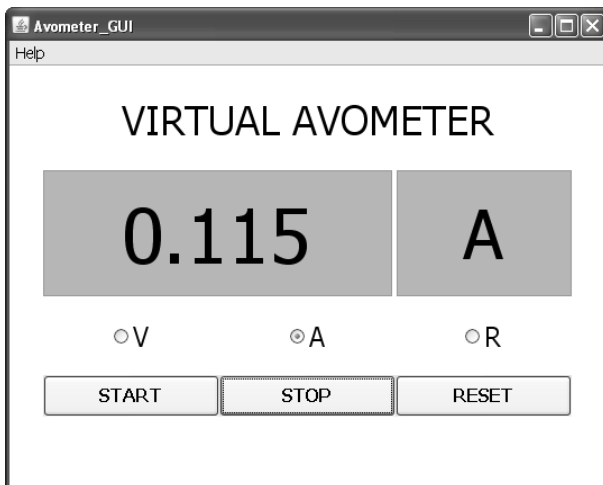 Avometer_GUI
Help
VIRTUAL AVOMETER
0.115 A
V A R
START STOP RESET